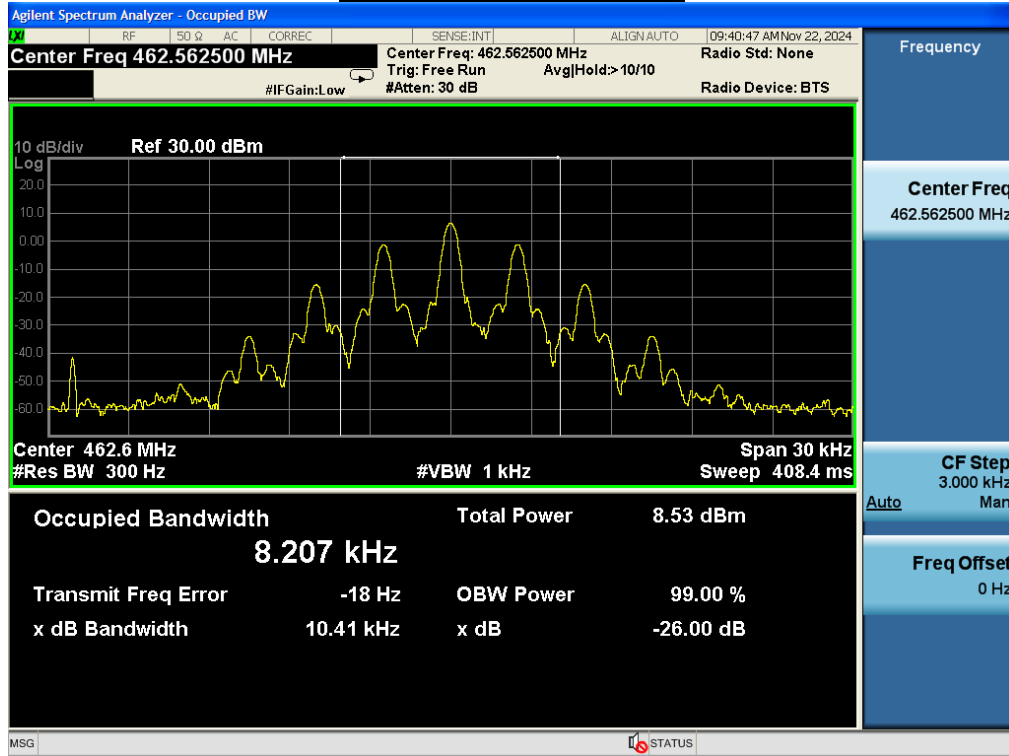 Agilent Spectrum Analyzer - Occupied BW
LXI RF 50 Ω AC CORREC SENSE:INT ALIGN AUTO 09:40:47 AM Nov 22, 2024
Center Freq 462.562500 MHz
Center Freq: 462.562500 MHz
Radio Std: None
Trig: Free Run Avg|Hold:>10/10
#IFGain:Low
#Atten: 30 dB
Radio Device: BTS
Frequency
10 dB/div Ref 30.00 dBm
Log
20.0
10.0
0.00
-10.0
-20.0
-30.0
-40.0
-50.0
-60.0
Center Freq
462.562500 MHz
Center 462.6 MHz Span 30 kHz
#Res BW 300 Hz #VBW 1 kHz Sweep 408.4 ms
CF Step
3.000 kHz
Auto Man
Occupied Bandwidth Total Power 8.53 dBm
8.207 kHz
Transmit Freq Error -18 Hz OBW Power 99.00 %
x dB Bandwidth 10.41 kHz x dB -26.00 dB
Freq Offset
0 Hz
MSG STATUS